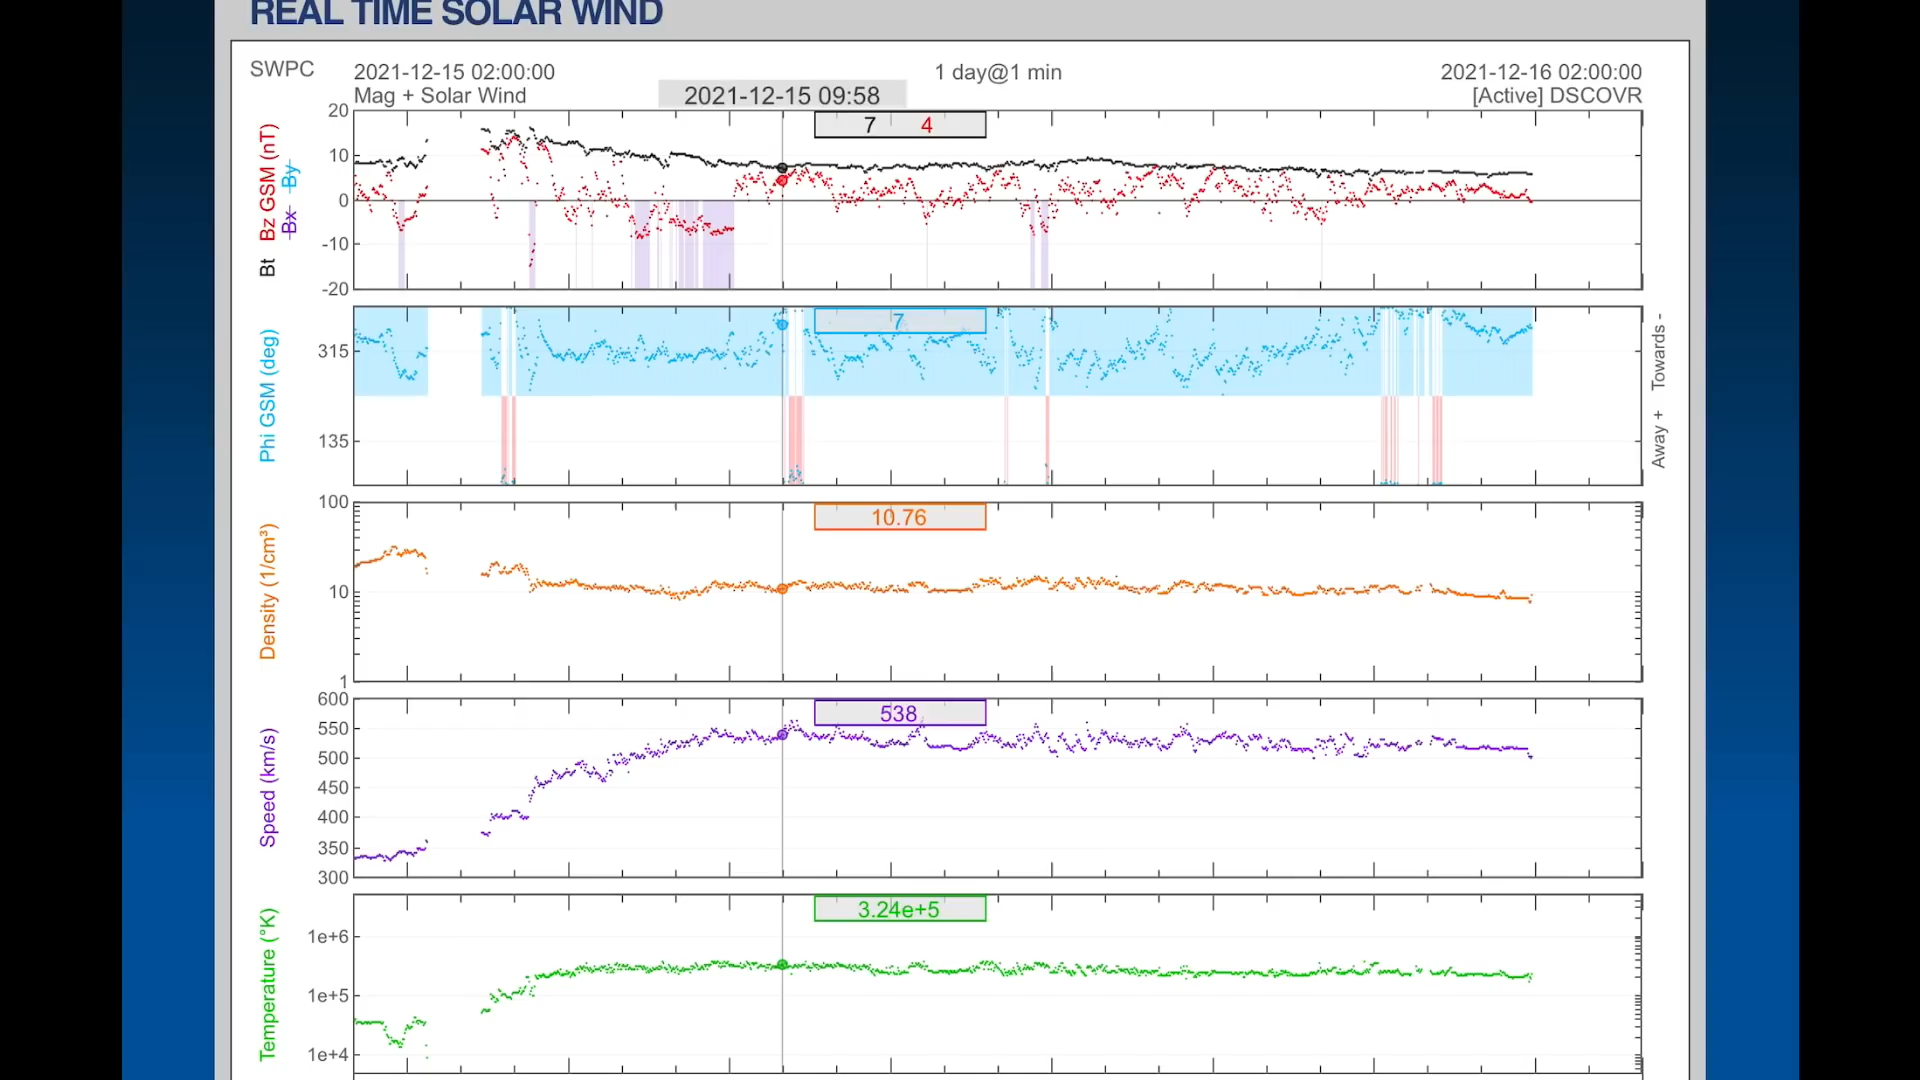 REAL TIME SOLAR WIND
SWPC
2021-12-15 02:00:00
1 day@1 min
2021-12-16 02:00:00
Mag + Solar Wind
2021-12-15 09:58
[Active] DSCOVR
Bt Bz GSM (nT)
Bx By
20
10
0
-10
-20
7 4
Phi GSM (deg)
315
135
7
Towards -
Away +
Density (1/cm³)
100
10
1
10.76
Speed (km/s)
600
550
500
450
400
350
300
538
Temperature (°K)
1e+6
1e+5
1e+4
3.24e+5